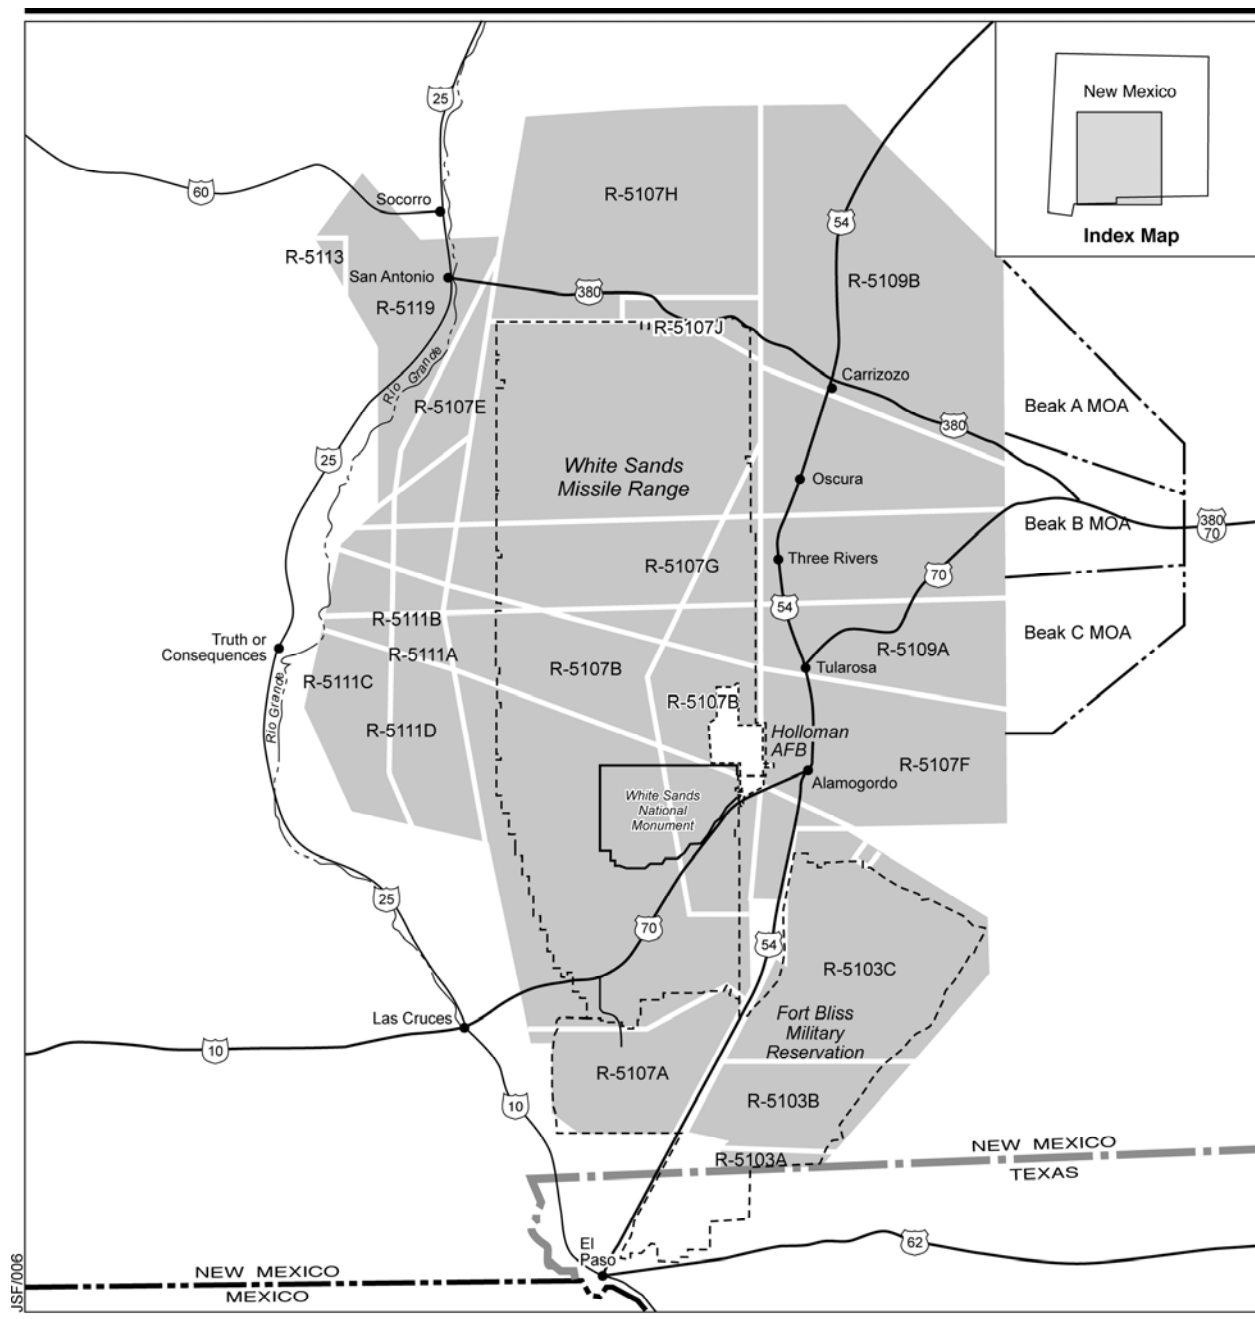 New Mexico
Index Map
25
60
Socorro
R-5107H
54
R-5113
San Antonio
R-5119
380
R-5109B
R-5107J
Rio Grande
Carrizozo
R-5107E
Beak A MOA
380
25
White Sands
Missile Range
Oscura
380
70
Beak B MOA
Three Rivers
R-5107G
70
54
R-5111B
R-5111A
Truth or
Consequences
R-5107B
R-5109A
Beak C MOA
Tularosa
R-5111C
R-5107B
Rio Grande
R-5111D
Holloman
AFB
R-5107F
Alamogordo
White Sands
National
Monument
25
70
54
R-5103C
Las Cruces
Fort Bliss
Military
Reservation
10
R-5107A
R-5103B
10
NEW MEXICO
R-5103A
TEXAS
El
Paso
62
NEW MEXICO
MEXICO
JSF/006